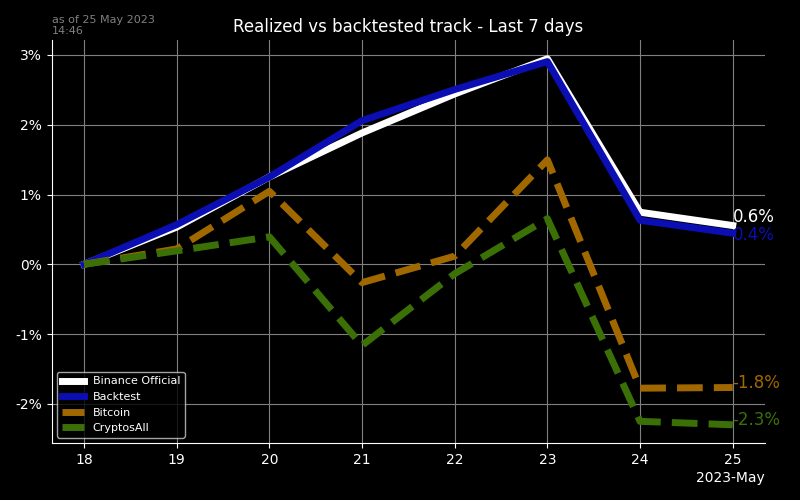 as of 25 May 2023
14:46
Realized vs backtested track - Last 7 days
3%
2%
1%
0%
-1%
-2%
0.6%
0.4%
-1.8%
-2.3%
Binance Official
Backtest
Bitcoin
CryptosAll
18 19 20 21 22 23 24 25
2023-May